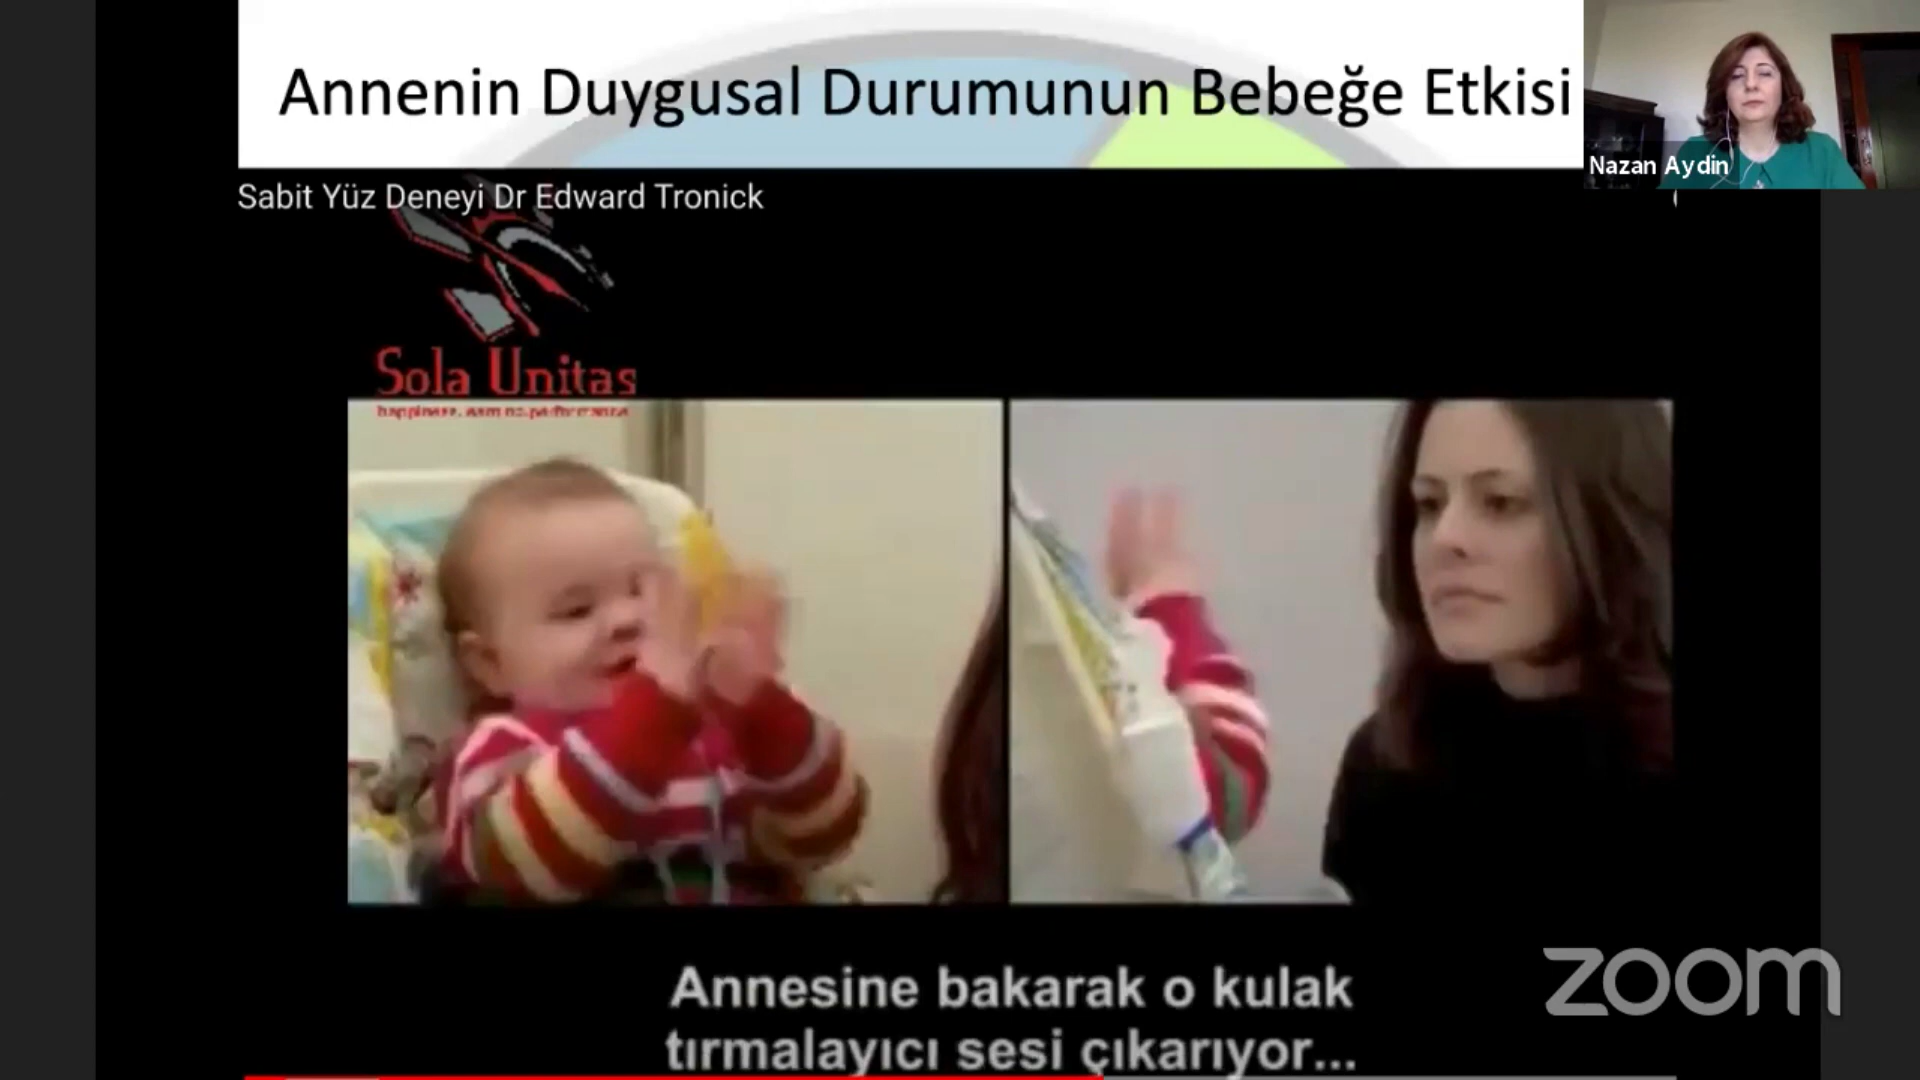 Annenin Duygusal Durumunun Bebeğe Etkisi
Nazan Aydin
Sabit Yüz Deneyi Dr Edward Tronick
Sola Unitas
Annesine bakarak o kulak
tırmalayıcı sesi çıkarıyor...
zoom